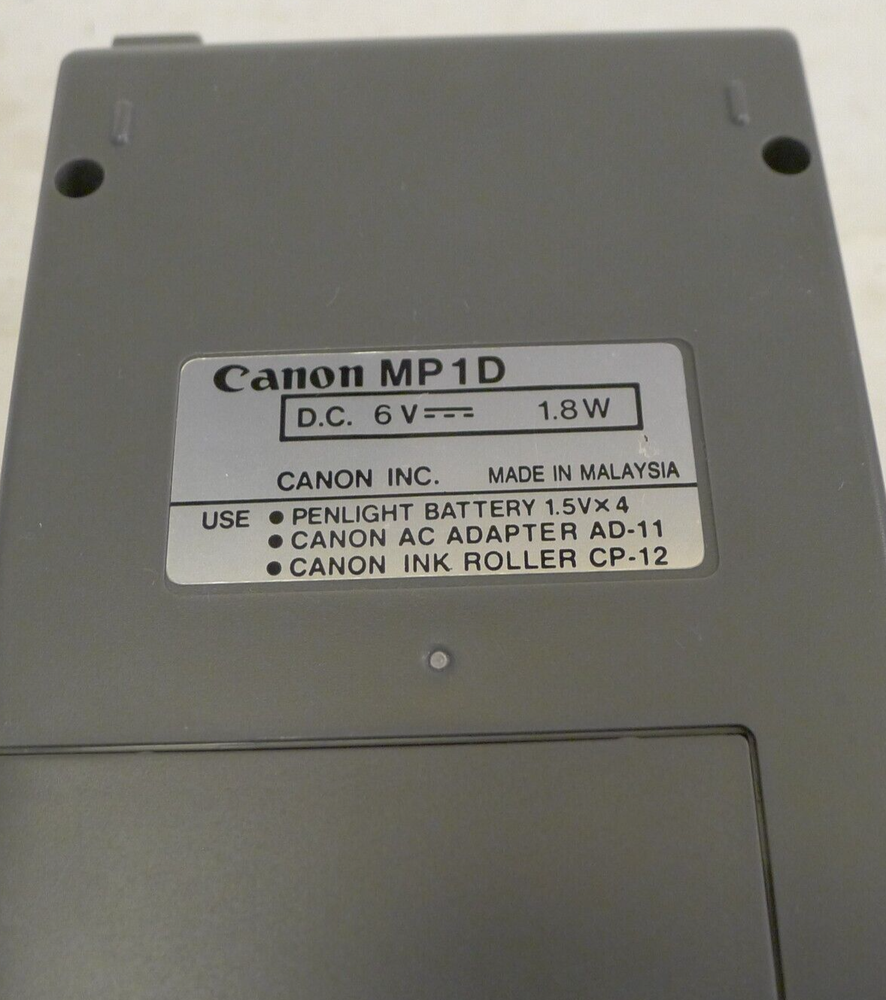 Canon MP1D
D.C. 6V⎓ 1.8W
CANON INC. MADE IN MALAYSIA
USE ● PENLIGHT BATTERY 1.5V×4
● CANON AC ADAPTER AD-11
● CANON INK ROLLER CP-12